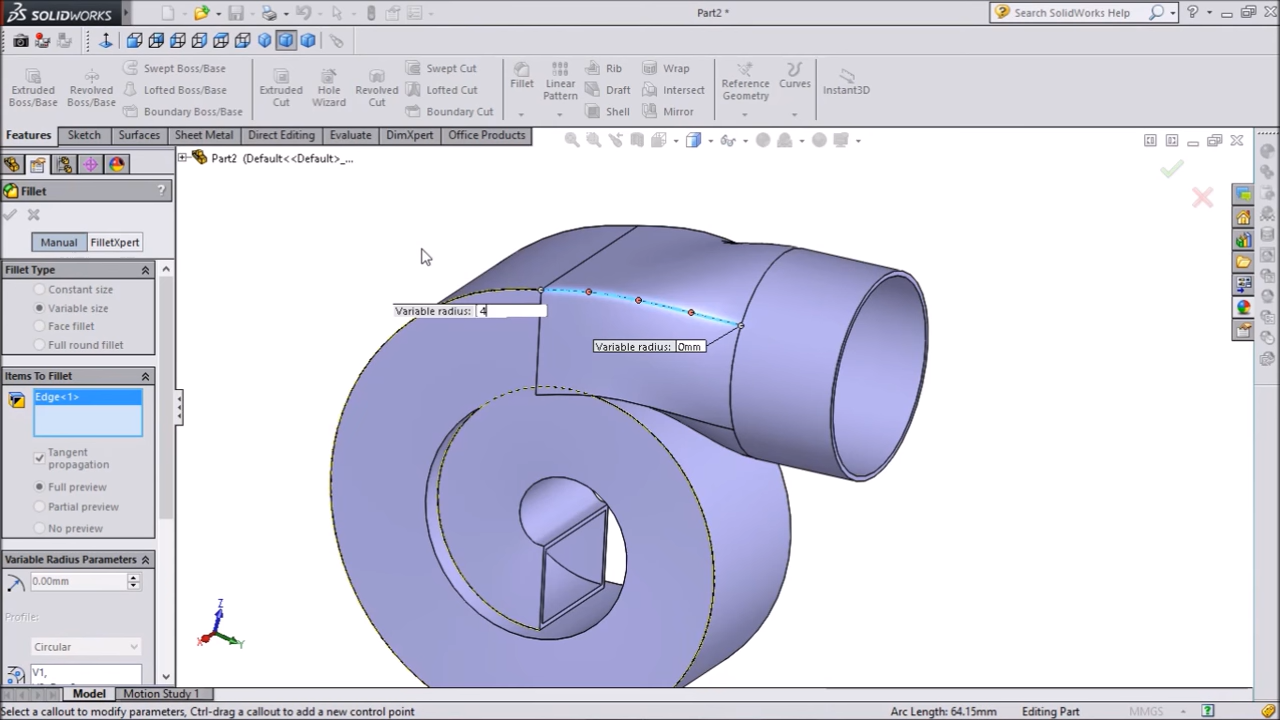 SOLIDWORKS
Part2 *
Search SolidWorks Help
Extruded Boss/Base
Revolved Boss/Base
Swept Boss/Base
Lofted Boss/Base
Boundary Boss/Base
Extruded Cut
Hole Wizard
Revolved Cut
Swept Cut
Lofted Cut
Boundary Cut
Fillet
Linear Pattern
Rib
Draft
Shell
Wrap
Intersect
Mirror
Reference Geometry
Curves
Instant3D
Features Sketch Surfaces Sheet Metal Direct Editing Evaluate DimXpert Office Products
Part2 (Default<<Default>_...
Fillet
?
Manual FilletXpert
Fillet Type
Constant size
Variable size
Face fillet
Full round fillet
Items To Fillet
Edge<1>
Tangent propagation
Full preview
Partial preview
No preview
Variable Radius Parameters
0.00mm
Profile:
Circular
V1,
Variable radius: 4
Variable radius: 0mm
Z
X
Y
Model Motion Study 1
Select a callout to modify parameters, Ctrl-drag a callout to add a new control point
Arc Length: 64.15mm Editing Part MMGS ?